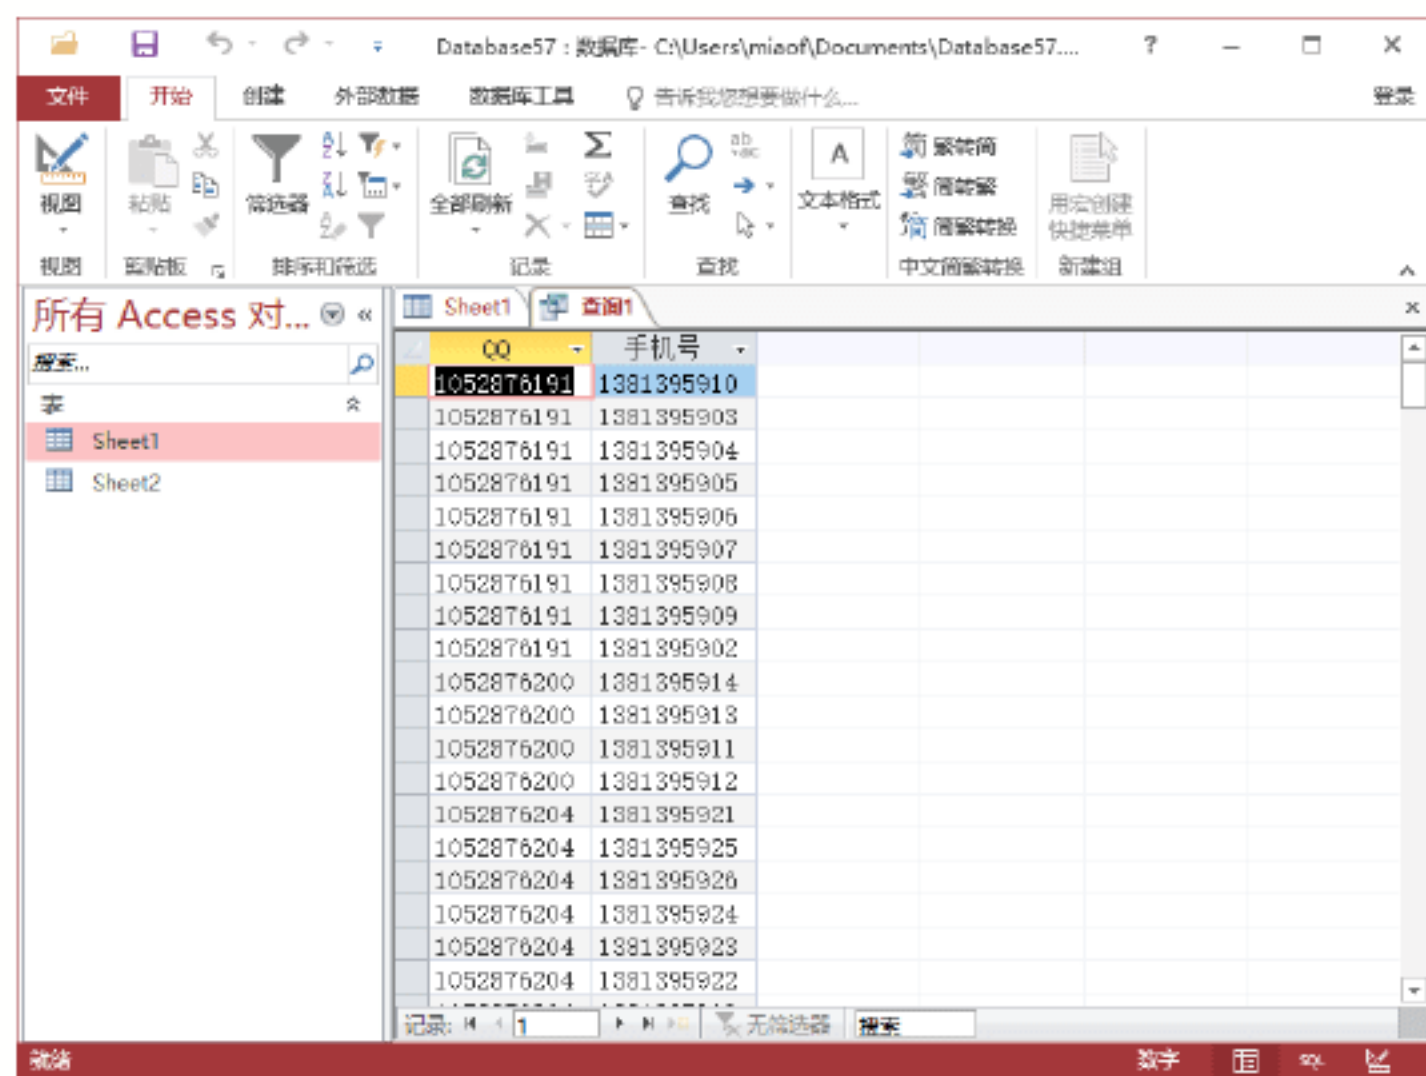 Database57 : 数据库- C:\Users\miaof\Documents\Database57.... ?
文件 开始 创建 外部数据 数据库工具 告诉我您想要做什么... 登录
视图 粘贴 筛选器 全部刷新 查找 ab ac A 文本格式 繁转简 简转繁 简繁转换 用宏创建
快捷菜单
视图 剪贴板 排序和筛选 记录 查找 中文简繁转换 新建组
所有 Access 对... «
搜索...
表
Sheet1
Sheet2
Sheet1 查询1
QQ 手机号
1052876191 1381395910
1052876191 1381395903
1052876191 1381395904
1052876191 1381395905
1052876191 1381395906
1052876191 1381395907
1052876191 1381395908
1052876191 1381395909
1052876191 1381395902
1052876200 1381395914
1052876200 1381395913
1052876200 1381395911
1052876200 1381395912
1052876204 1381395921
1052876204 1381395925
1052876204 1381395926
1052876204 1381395924
1052876204 1381395923
1052876204 1381395922
记录: 1 无筛选器 搜索
就绪 数字 SQL